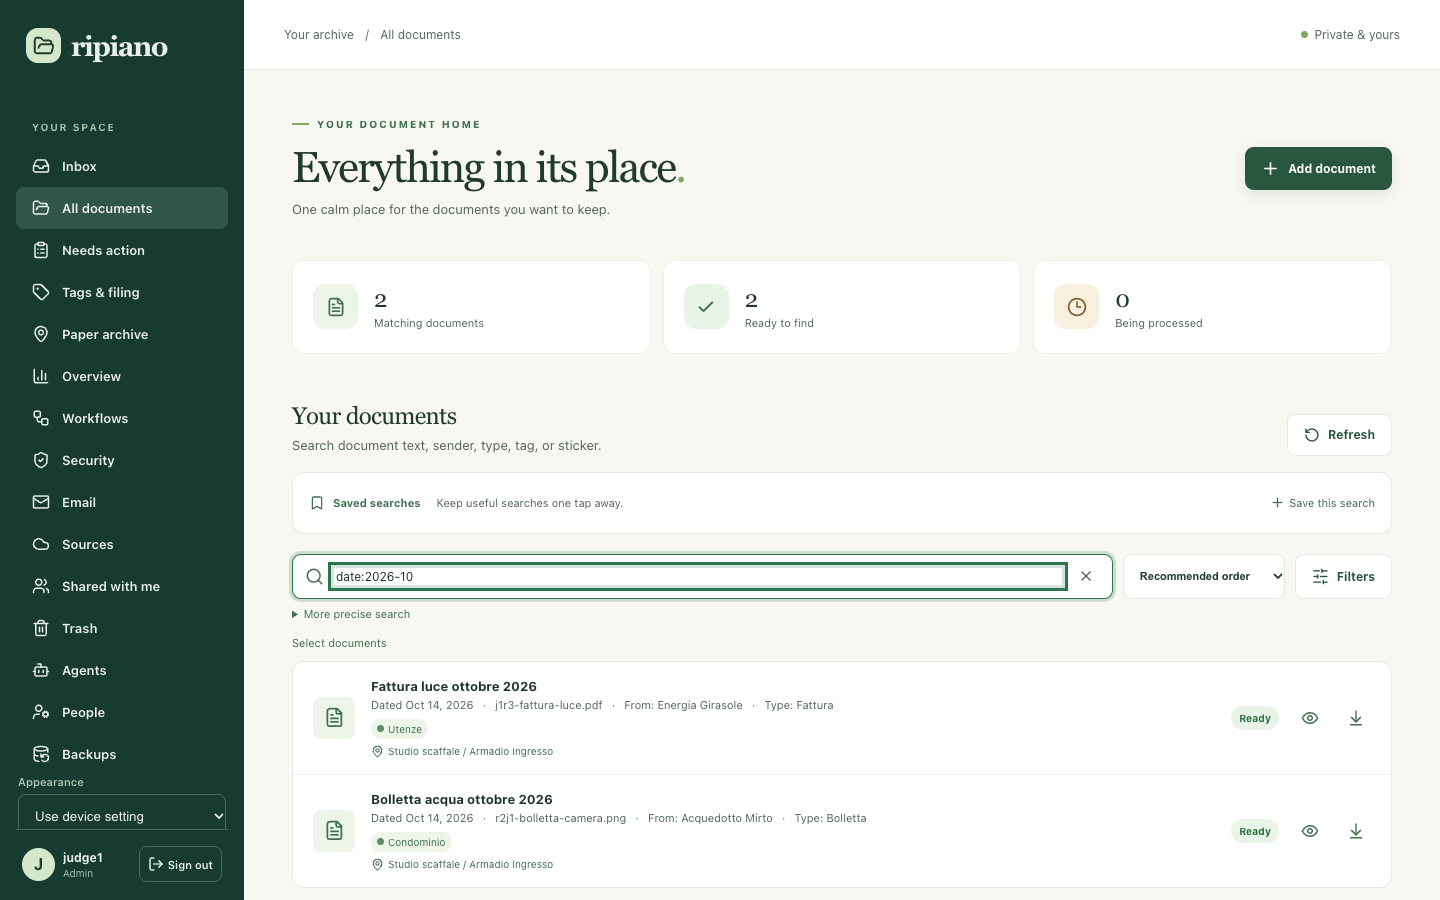 ripiano
YOUR SPACE
Inbox
All documents
Needs action
Tags & filing
Paper archive
Overview
Workflows
Security
Email
Sources
Shared with me
Trash
Agents
People
Backups
Appearance
Use device setting
J
judge1
Admin
Sign out
Your archive / All documents
Private & yours
YOUR DOCUMENT HOME
Everything in its place.
One calm place for the documents you want to keep.
Add document
2
Matching documents
2
Ready to find
0
Being processed
Your documents
Search document text, sender, type, tag, or sticker.
Refresh
Saved searches Keep useful searches one tap away.
Save this search
date:2026-10
Recommended order
Filters
More precise search
Select documents
Fattura luce ottobre 2026
Dated Oct 14, 2026 · j1r3-fattura-luce.pdf · From: Energia Girasole · Type: Fattura
Utenze
Studio scaffale / Armadio ingresso
Ready
Bolletta acqua ottobre 2026
Dated Oct 14, 2026 · r2j1-bolletta-camera.png · From: Acquedotto Mirto · Type: Bolletta
Condominio
Studio scaffale / Armadio ingresso
Ready